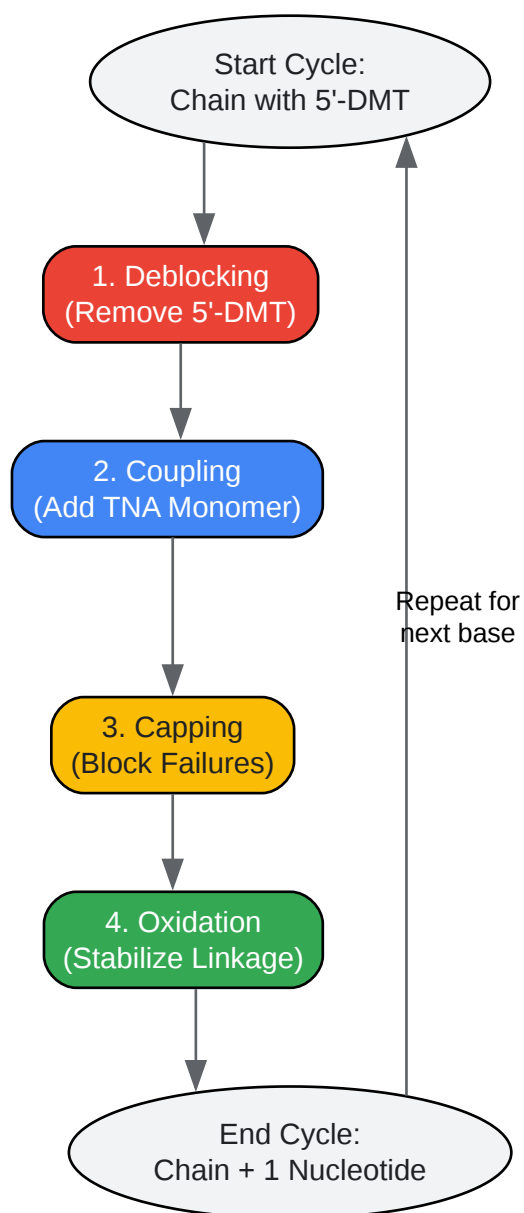 Start Cycle:
Chain with 5'-DMT
1. Deblocking
(Remove 5'-DMT)
2. Coupling
(Add TNA Monomer)
Repeat for
next base
3. Capping
(Block Failures)
4. Oxidation
(Stabilize Linkage)
End Cycle:
Chain + 1 Nucleotide